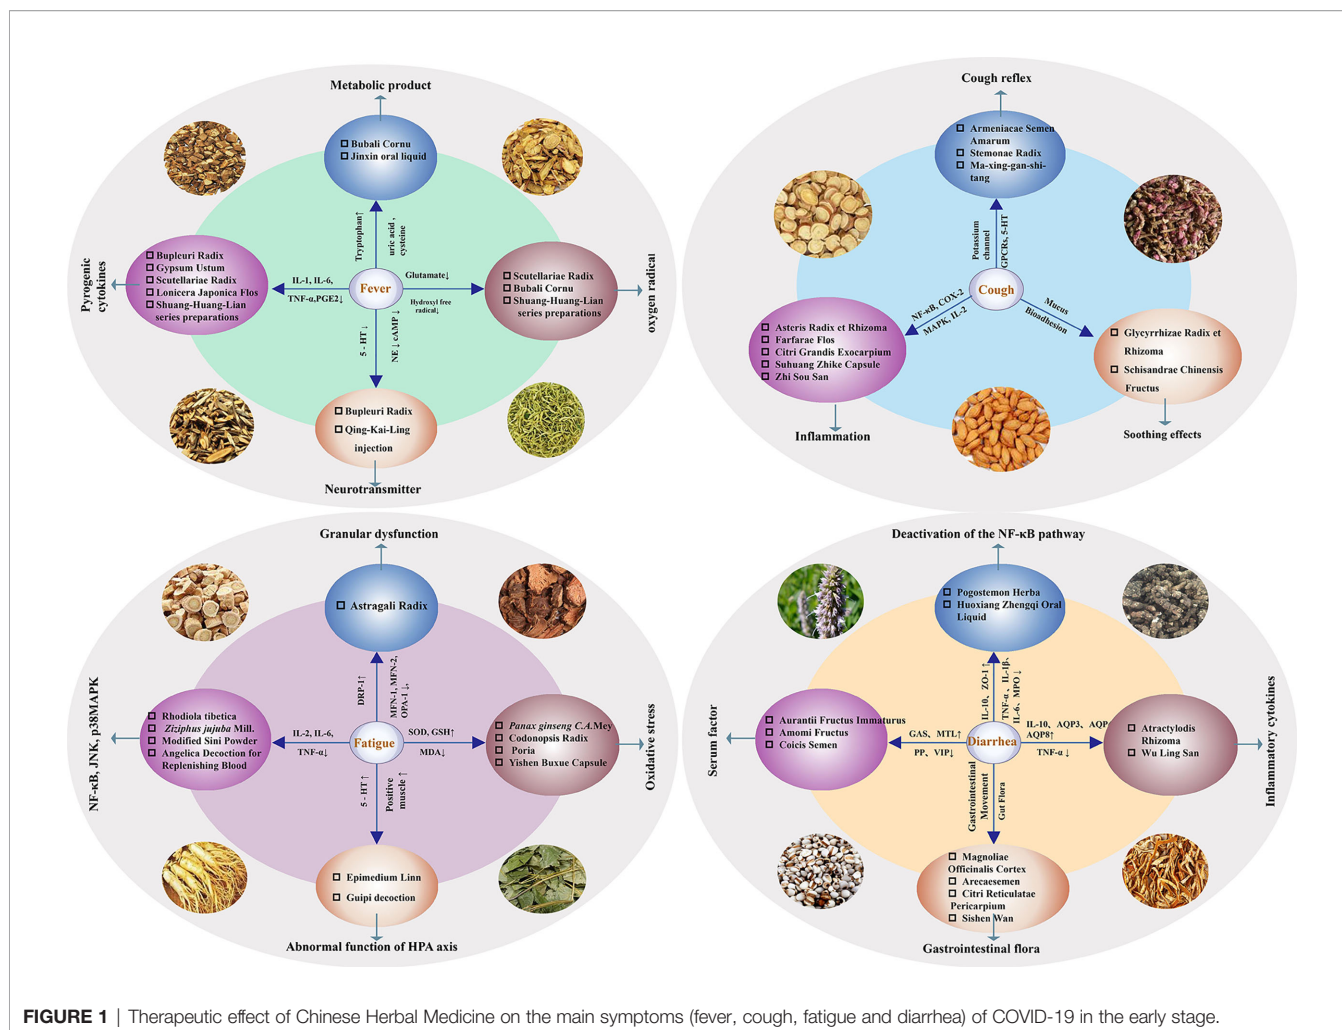 Metabolic product
Bubali Cornu
Jinxin oral liquid
Tryptophan↑
uric acid ,
cysteine
Pyrogenic
cytokines
Bupleuri Radix
Gypsum Ustum
Scutellariae Radix
Lonicera Japonica Flos
Shuang-Huang-Lian
series preparations
IL-1, IL-6,
TNF-α,PGE2↓
Fever
Glutamate↓
Hydroxyl free
radical↓
Scutellariae Radix
Bubali Cornu
Shuang-Huang-Lian
series preparations
oxygen radical
5 - HT ↓
NE ↓ cAMP ↓
Bupleuri Radix
Qing-Kai-Ling
injection
Neurotransmitter
Cough reflex
Armeniacae Semen
Amarum
Stemonae Radix
Ma-xing-gan-shi-
tang
Potassium
channel
GPCRs, 5-HT
Cough
NF-κB, COX-2
MAPK, IL-2
Mucus
Bioadhesion
Asteris Radix et Rhizoma
Farfarae Flos
Citri Grandis Exocarpium
Suhuang Zhike Capsule
Zhi Sou San
Inflammation
Glycyrrhizae Radix et
Rhizoma
Schisandrae Chinensis
Fructus
Soothing effects
Granular dysfunction
Astragali Radix
DRP-1↑
MFN-1, MFN-2,
OPA-1 ↓,
NF-κB, JNK, p38MAPK
Rhodiola tibetica
Ziziphus jujuba Mill.
Modified Sini Powder
Angelica Decoction for
Replenishing Blood
IL-2, IL-6,
TNF-α↓
Fatigue
SOD, GSH↑
MDA↓
Panax ginseng C.A.Mey
Codonopsis Radix
Poria
Yishen Buxue Capsule
Oxidative stress
5 - HT ↑
Positive
muscle ↑
Epimedium Linn
Guipi decoction
Abnormal function of HPA axis
Deactivation of the NF-κB pathway
Pogostemon Herba
Huoxiang Zhengqi Oral
Liquid
IL-10、ZO-1↑
TNF-α 、IL-1β、
IL-6、MPO ↓
Serum factor
Aurantii Fructus Immaturus
Amomi Fructus
Coicis Semen
GAS、MTL↑
PP、VIP↓
Diarrhea
IL-10、AQP3、AQP
AQP8↑
TNF-α ↓
Atractylodis
Rhizoma
Wu Ling San
Inflammatory cytokines
Gastrointestinal
Movement
Gut Flora
Magnoliae
Officinalis Cortex
Arecaesemen
Citri Reticulatae
Pericarpium
Sishen Wan
Gastrointestinal flora
FIGURE 1 | Therapeutic effect of Chinese Herbal Medicine on the main symptoms (fever, cough, fatigue and diarrhea) of COVID-19 in the early stage.